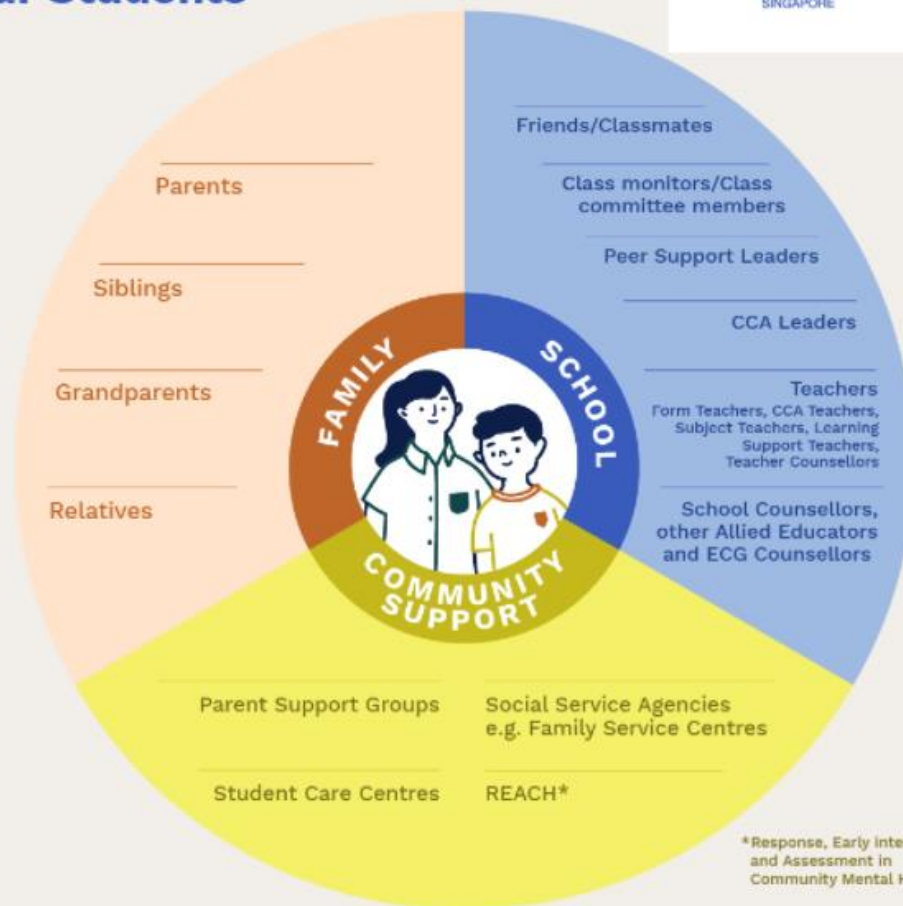 Students
SINGAPORE
Parents
Siblings
Grandparents
Relatives
FAMILY
Friends/Classmates
Class monitors/Class
committee members
Peer Support Leaders
CCA Leaders
Teachers
Form Teachers, CCA Teachers,
Subject Teachers, Learning
Support Teachers,
Teacher Counsellors
School Counsellors,
other Allied Educators
and ECG Counsellors
SCHOOL
COMMUNITY
SUPPORT
Parent Support Groups
Student Care Centres
Social Service Agencies
e.g. Family Service Centres
REACH*
*Response, Early
and Assessment in
Community Mental